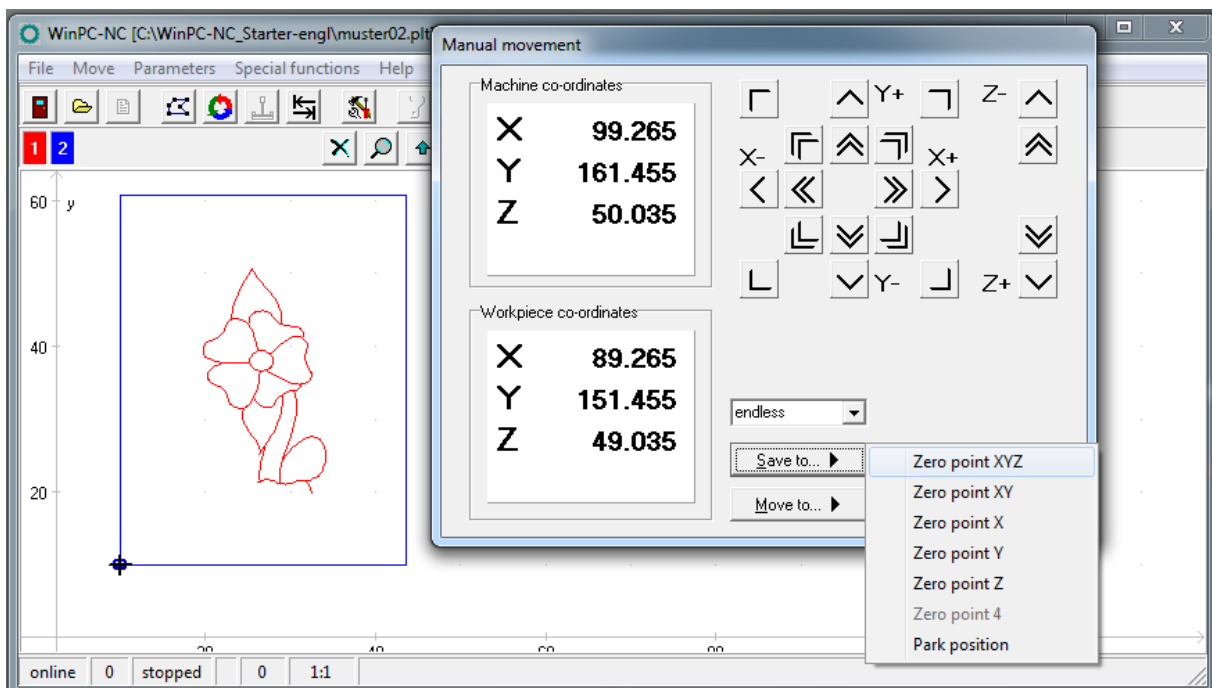 WinPC-NC [C:\WinPC-NC_Starter-engl\muster02.plt
Manual movement
File Move Parameters Special functions Help
1 2
60 y
40
20
Machine co-ordinates
X 99.265
Y 161.455
Z 50.035
Workpiece co-ordinates
X 89.265
Y 151.455
Z 49.035
Y+ Z-
X- X+
Y- Z+
endless
Save to...
Move to...
Zero point XYZ
Zero point XY
Zero point X
Zero point Y
Zero point Z
Zero point 4
Park position
online 0 stopped 0 1:1